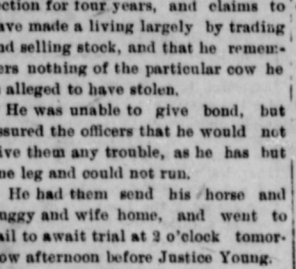 ction for four years, and claims to
ave made a living largely by trading
nd selling stock, and that he remem-
ers nothing of the particular cow he
alleged to have stolen.
He was unable to give bond, but
ssured the officers that he would not
ive them any trouble, as he has but
ne leg and could not run.
He had them send his horse and
uggy and wife home, and went to
ail to await trial at 2 o'clock tomor-
ow afternoon before Justice Young.